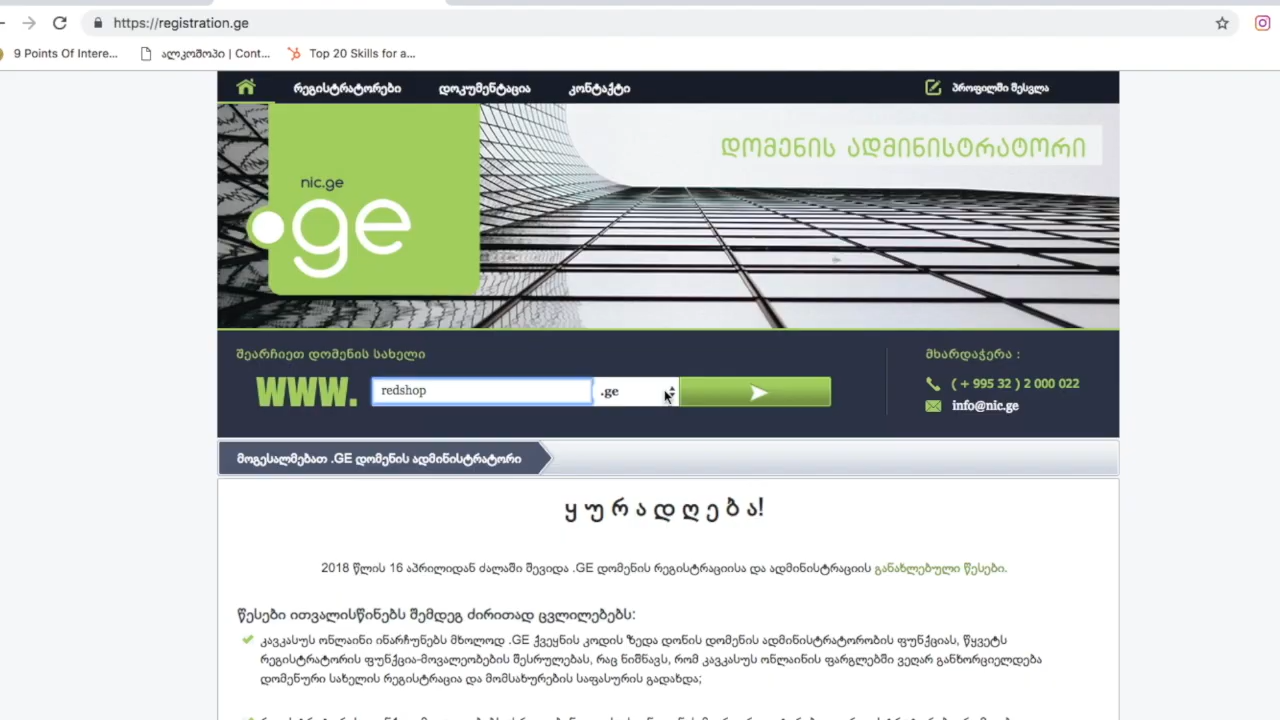 https://registration.ge
9 Points Of Intere...
ალკოშოპი | Cont...
Top 20 Skills for a...
რეგისტრატორები
დოკუმენტაცია
კონტაქტი
პროფილში შესვლა
დომენის ადმინისტრატორი
nic.ge
.ge
შეარჩიეთ დომენის სახელი
მხარდაჭერა :
WWW.
redshop
.ge
( + 995 32 ) 2 000 022
info@nic.ge
მოგესალმებათ .GE დომენის ადმინისტრატორი
ყურადღება!
2018 წლის 16 აპრილიდან ძალაში შევიდა .GE დომენის რეგისტრაციისა და ადმინისტრაციის განახლებული წესები.
წესები ითვალისწინებს შემდეგ ძირითად ცვლილებებს:
კავკასუს ონლაინი ინარჩუნებს მხოლოდ .GE ქვეყნის კოდის ზედა დონის დომენის ადმინისტრატორობის ფუნქციას, წყვეტს
რეგისტრატორის ფუნქცია-მოვალეობების შესრულებას, რაც ნიშნავს, რომ კავკასუს ონლაინის ფარგლებში ვეღარ განხორციელდება
დომენური სახელის რეგისტრაცია და მომსახურების საფასურის გადახდა;